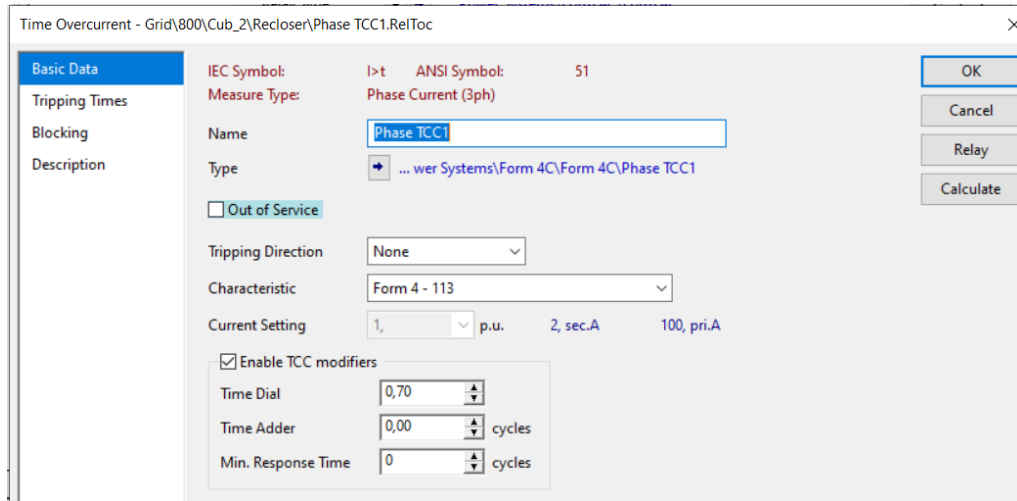 Time Overcurrent - Grid\800\Cub_2\Recloser\Phase TCC1.RelToc
Basic Data
Tripping Times
Blocking
Description
IEC Symbol: I>t ANSI Symbol: 51
Measure Type: Phase Current (3ph)
Name Phase TCC1
Type ... wer Systems\Form 4C\Form 4C\Phase TCC1
Out of Service
Tripping Direction None
Characteristic Form 4 - 113
Current Setting 1, p.u. 2, sec.A 100, pri.A
Enable TCC modifiers
Time Dial 0,70
Time Adder 0,00 cycles
Min. Response Time 0 cycles
OK
Cancel
Relay
Calculate